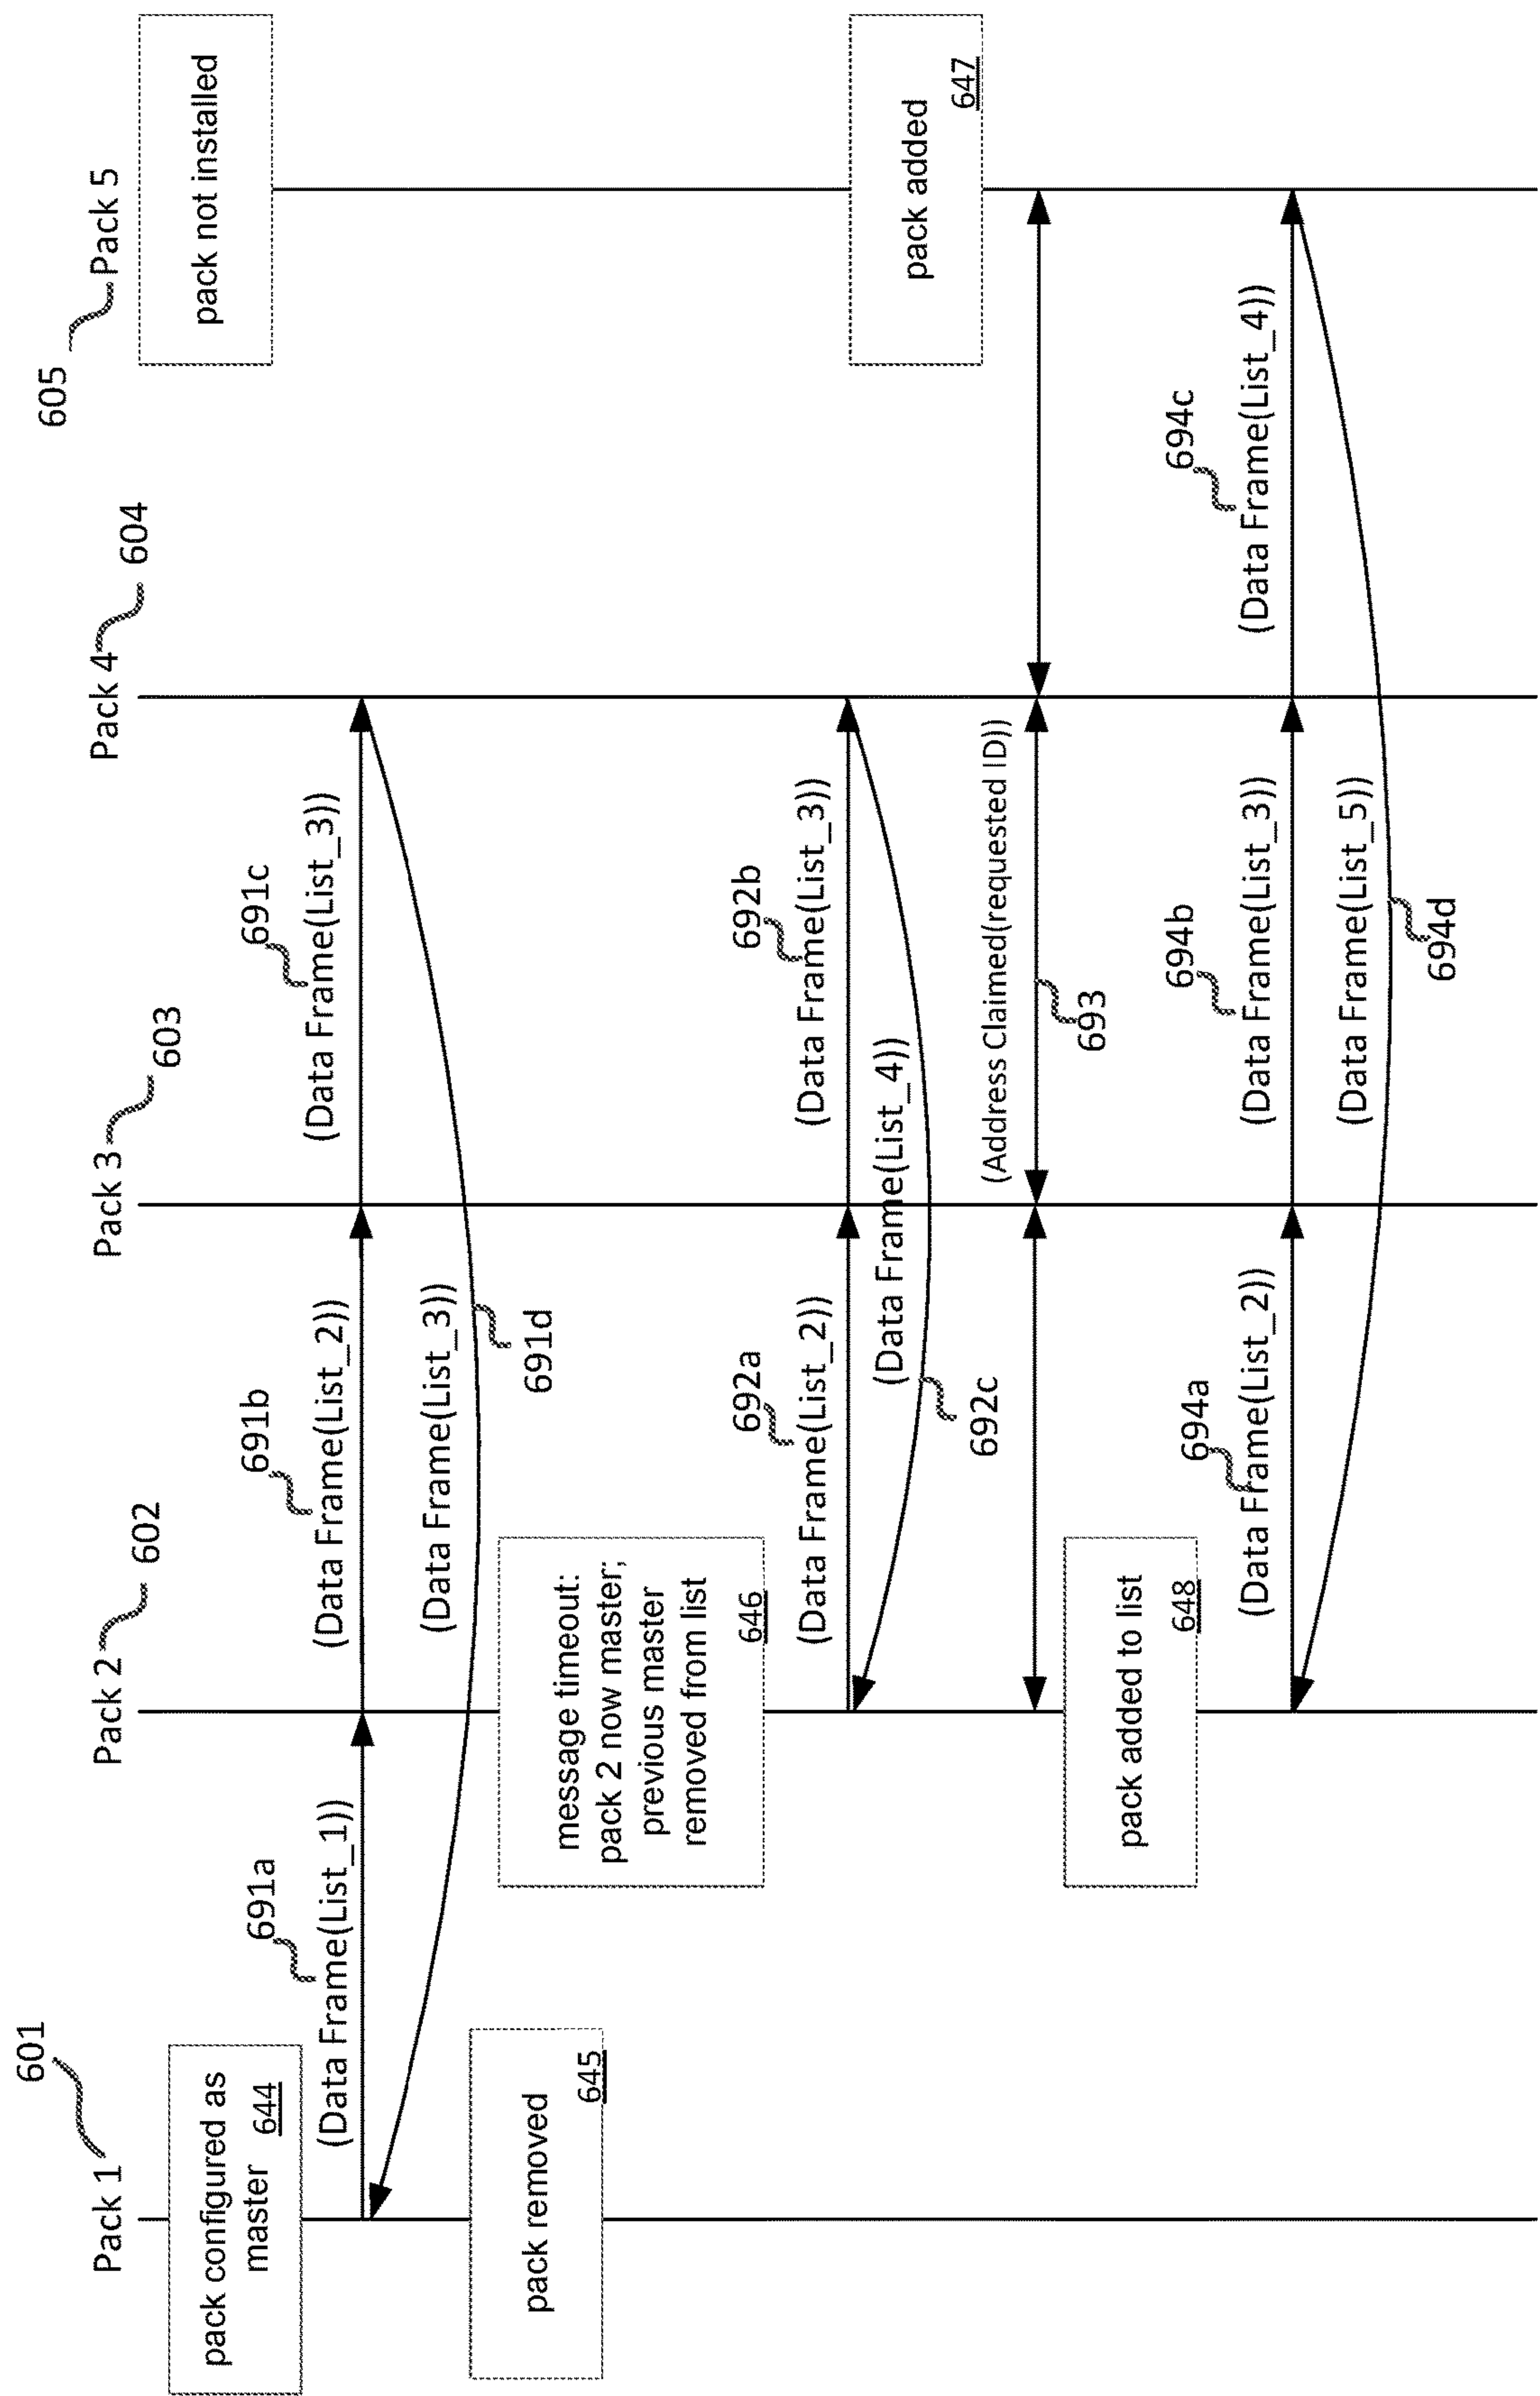 601
Pack 1
Pack 2
602
Pack 3
603
Pack 4
604
605
Pack 5
pack configured as
master 644
pack not installed
691a
(Data Frame(List_1))
691b
(Data Frame(List_2))
691c
(Data Frame(List_3))
(Data Frame(List_3))
691d
pack removed
645
message timeout:
pack 2 now master;
previous master
removed from list
646
692a
(Data Frame(List_2))
692b
(Data Frame(List_3))
(Data Frame(List_4))
692c
pack added
647
(Address Claimed(requested ID))
693
pack added to list
648
694a
(Data Frame(List_2))
694b
(Data Frame(List_3))
694c
(Data Frame(List_4))
(Data Frame(List_5))
694d